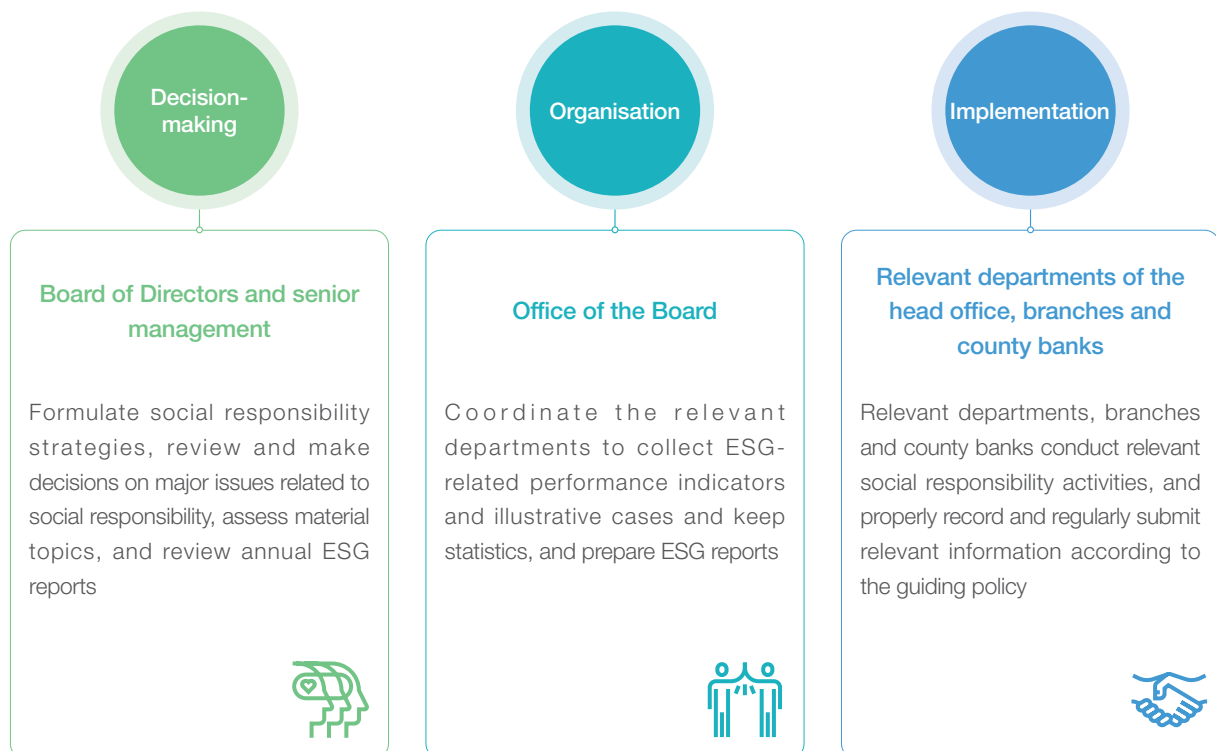 Decision-
making
Organisation
Implementation
Board of Directors and senior
management
Formulate social responsibility
strategies, review and make
decisions on major issues related to
social responsibility, assess material
topics, and review annual ESG
reports
Office of the Board
Coordinate the relevant
departments to collect ESG-
related performance indicators
and illustrative cases and keep
statistics, and prepare ESG reports
Relevant departments of the
head office, branches and
county banks
Relevant departments, branches
and county banks conduct relevant
social responsibility activities, and
properly record and regularly submit
relevant information according to
the guiding policy